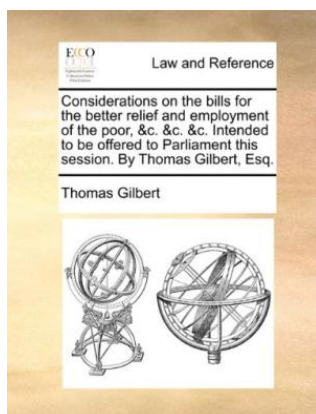 ECCO
Law and Reference
Considerations on the bills for
the better relief and employment
of the poor, &c. &c. &c. Intended
to be offered to Parliament this
session. By Thomas Gilbert, Esq.
Thomas Gilbert